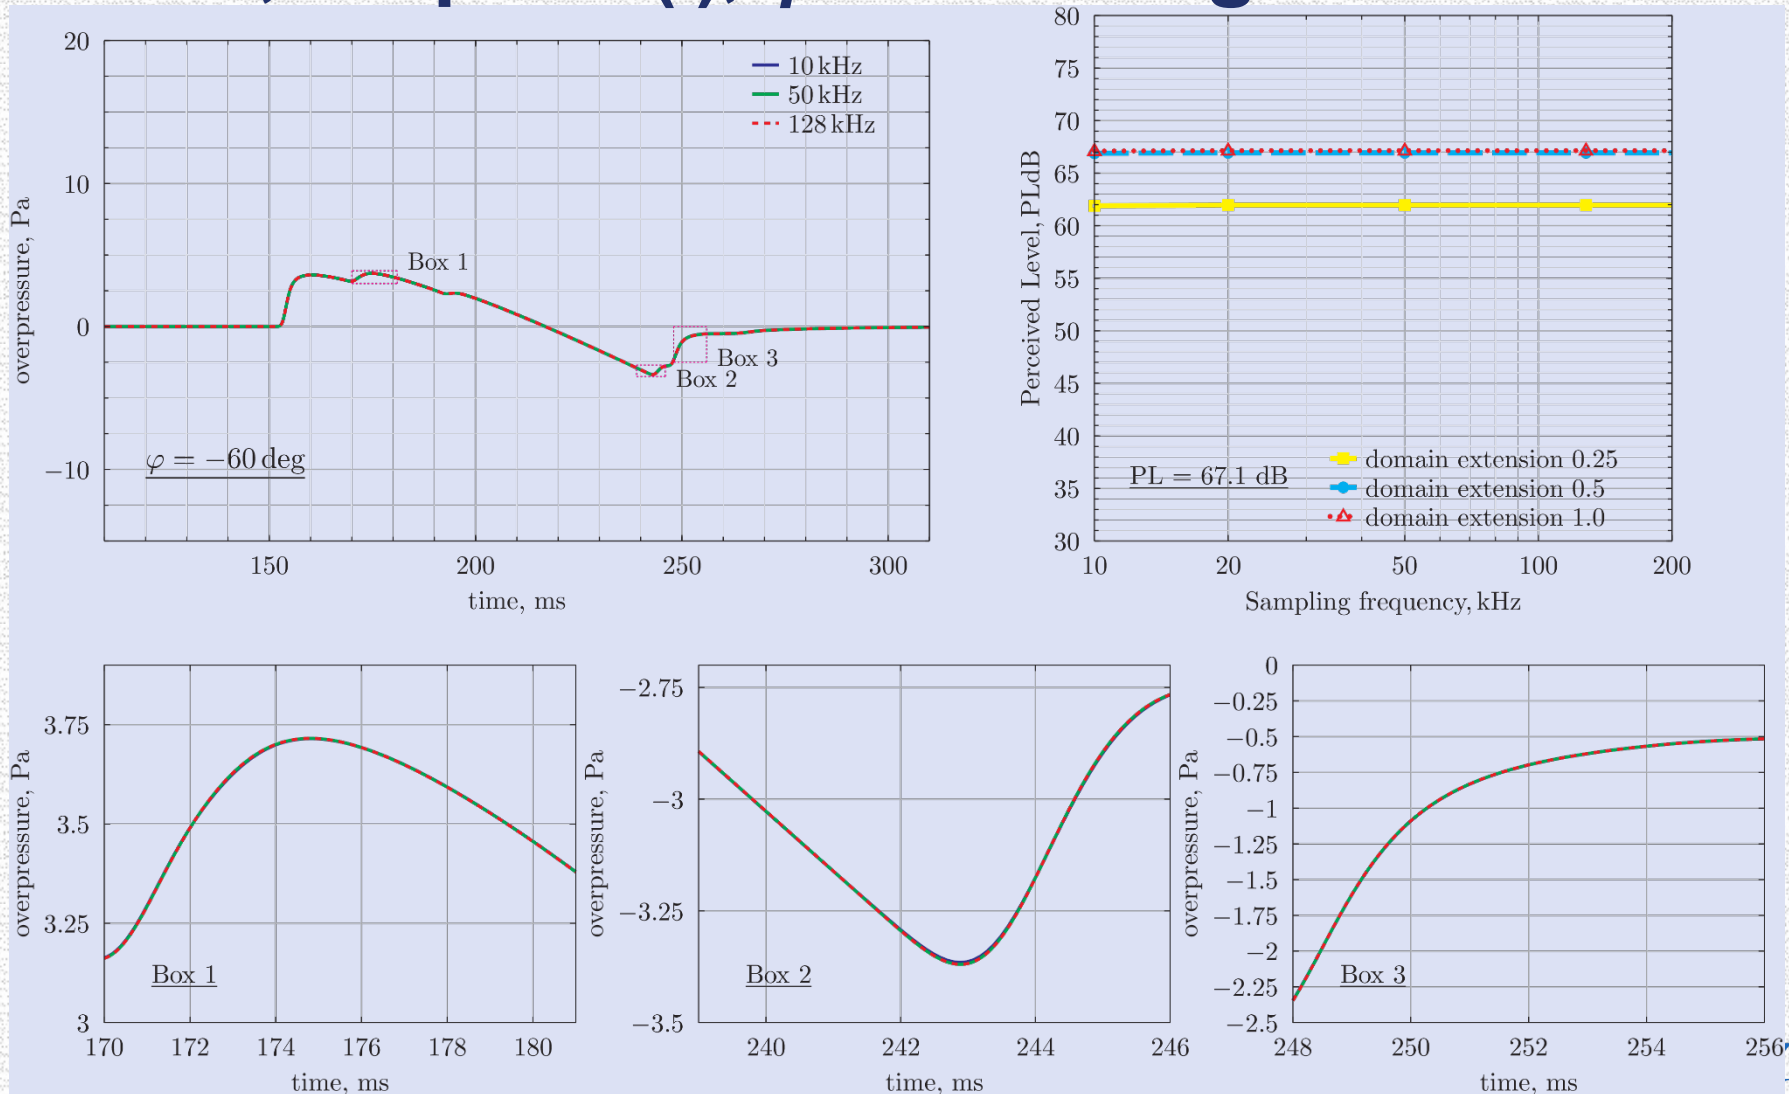 20
10
0
−10
overpressure, Pa
10 kHz
50 kHz
128 kHz
Box 1
Box 3
Box 2
φ = −60 deg
150 200 250 300
time, ms
80
75
70
65
60
55
50
45
40
35
30
Perceived Level, PLdB
domain extension 0.25
PL = 67.1 dB
domain extension 0.5
domain extension 1.0
10 20 50 100 200
Sampling frequency, kHz
3.75
3.5
3.25
3
overpressure, Pa
Box 1
170 172 174 176 178 180
time, ms
−2.75
−3
−3.25
−3.5
overpressure, Pa
Box 2
240 242 244 246
time, ms
0
−0.25
−0.5
−0.75
−1
−1.25
−1.5
−1.75
−2
−2.25
−2.5
overpressure, Pa
Box 3
248 250 252 254 256
time, ms